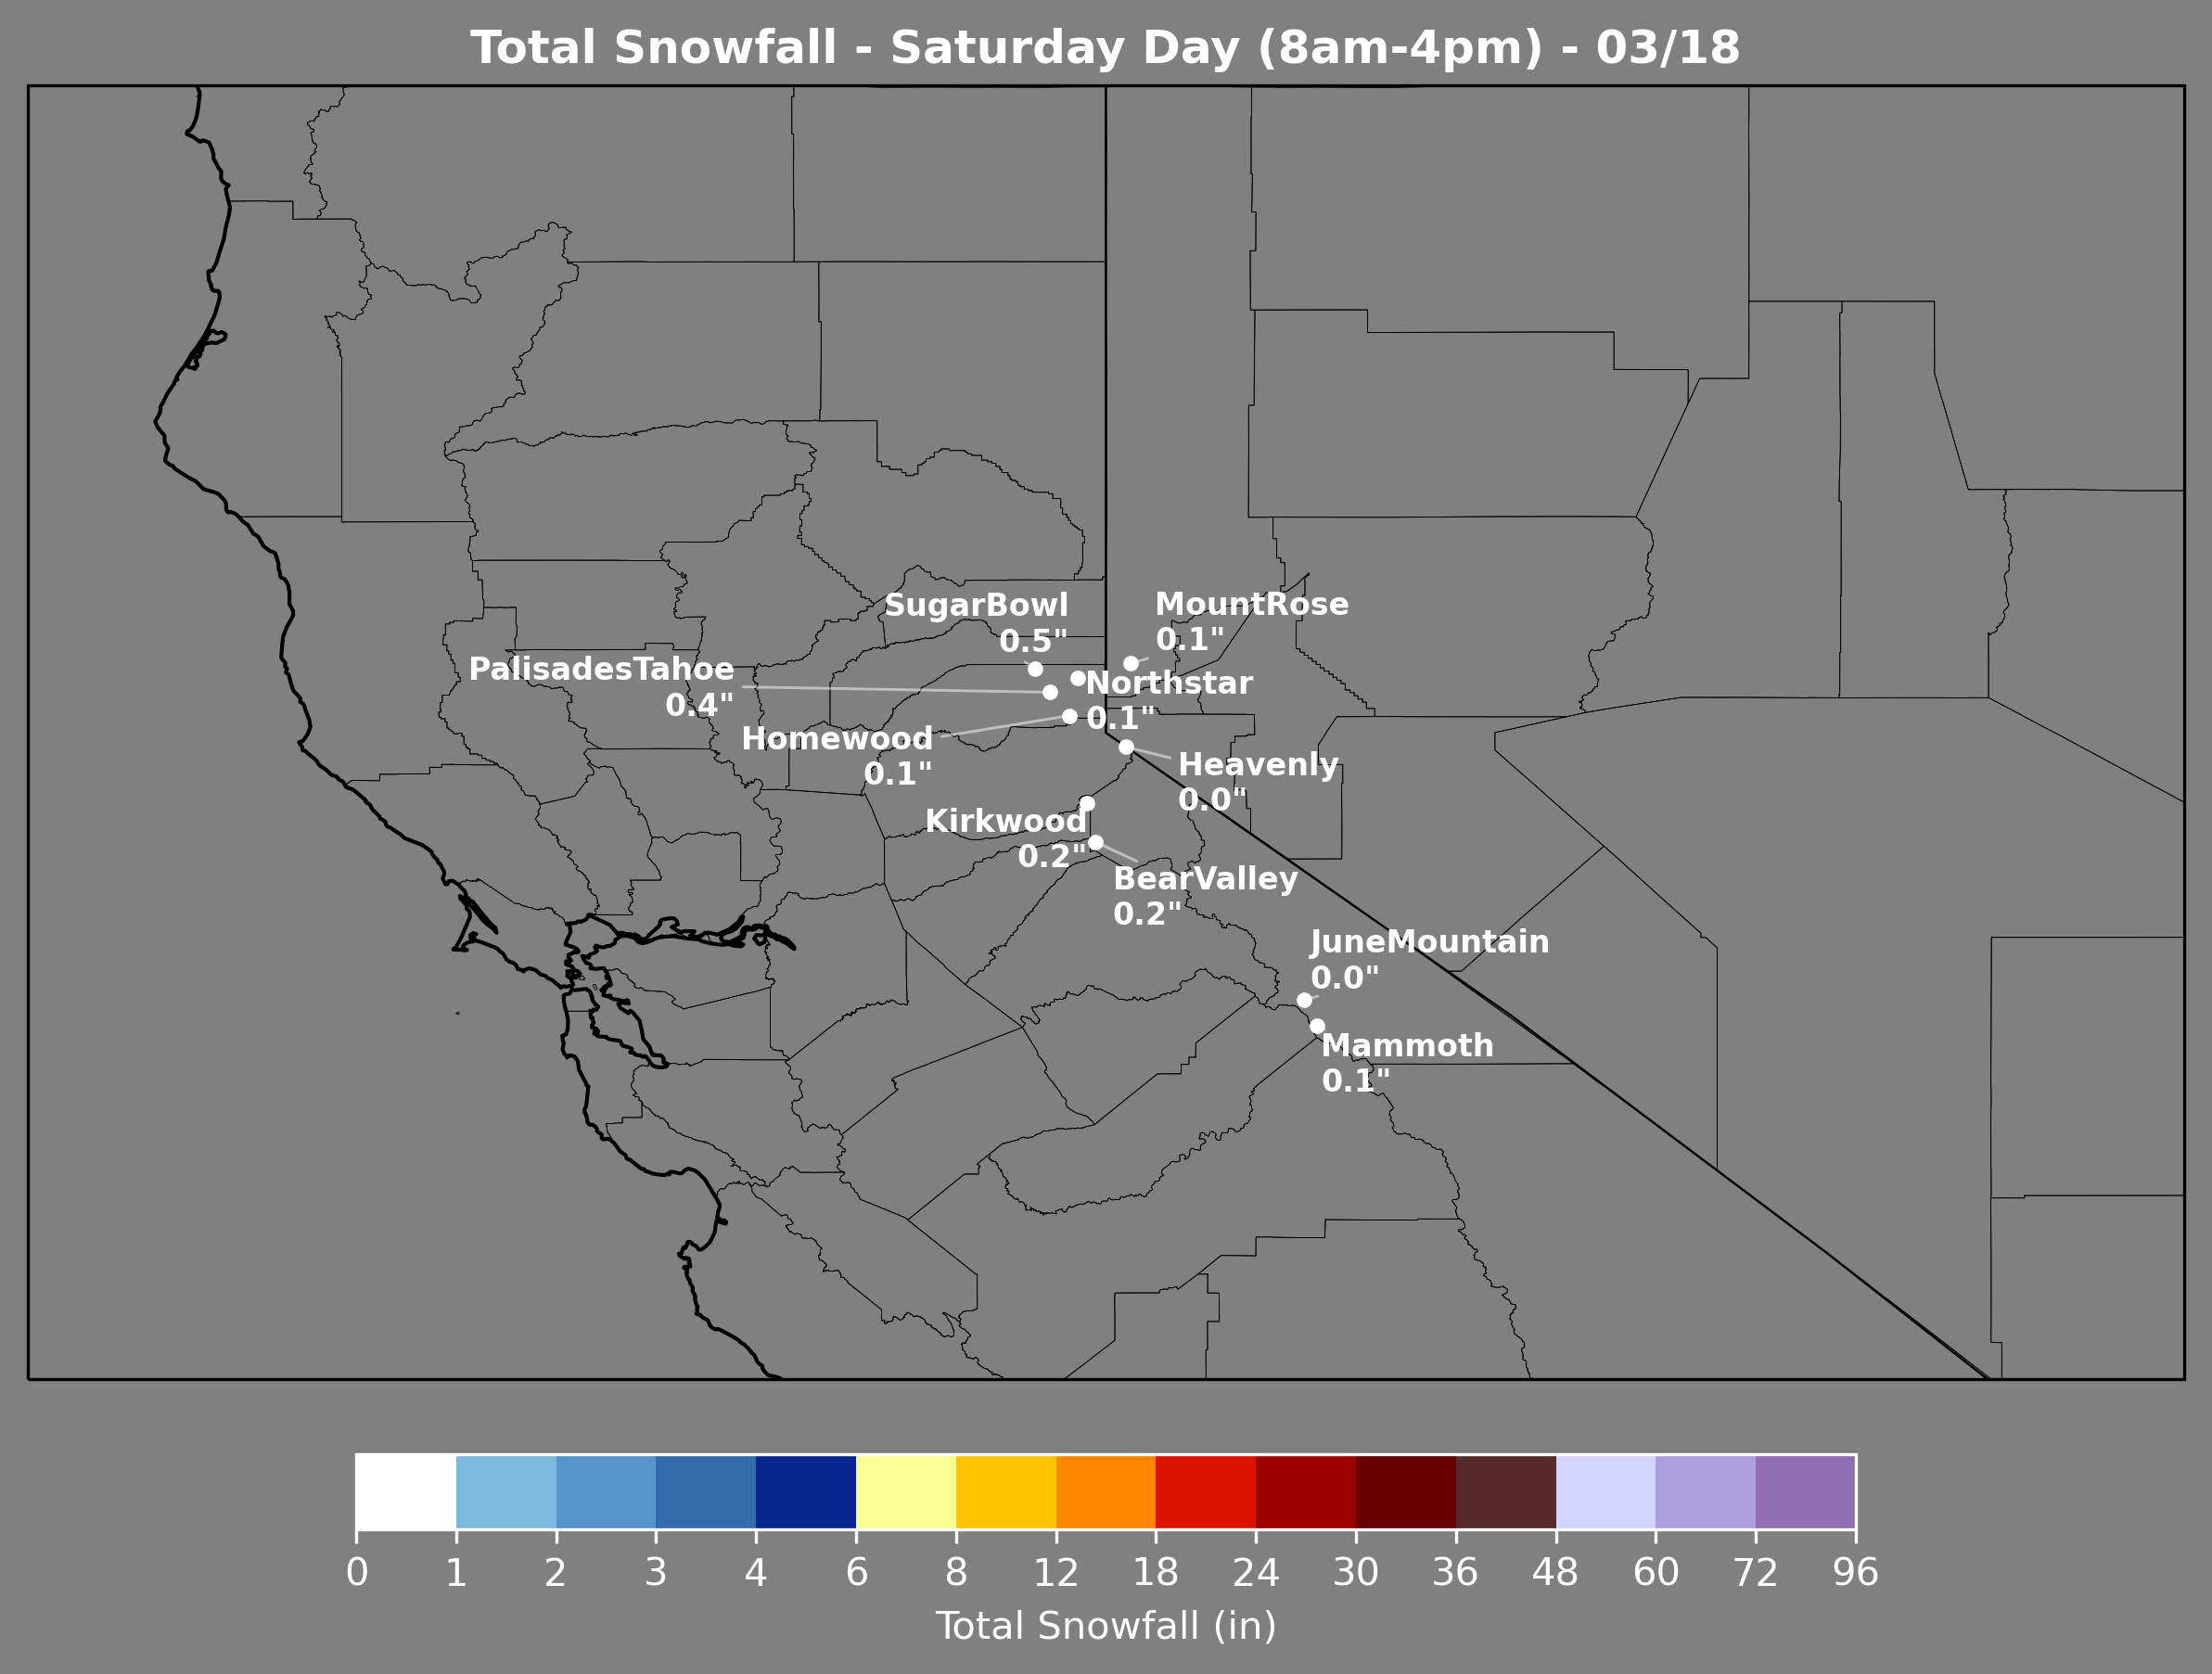 Total Snowfall - Saturday Day (8am-4pm) - 03/18
SugarBowl
0.5"
MountRose
0.1"
PalisadesTahoe
0.4"
Northstar
0.1"
Homewood
0.1"
Heavenly
0.0"
Kirkwood
0.2"
BearValley
0.2"
JuneMountain
0.0"
Mammoth
0.1"
0 1 2 3 4 6 8 12 18 24 30 36 48 60 72 96
Total Snowfall (in)